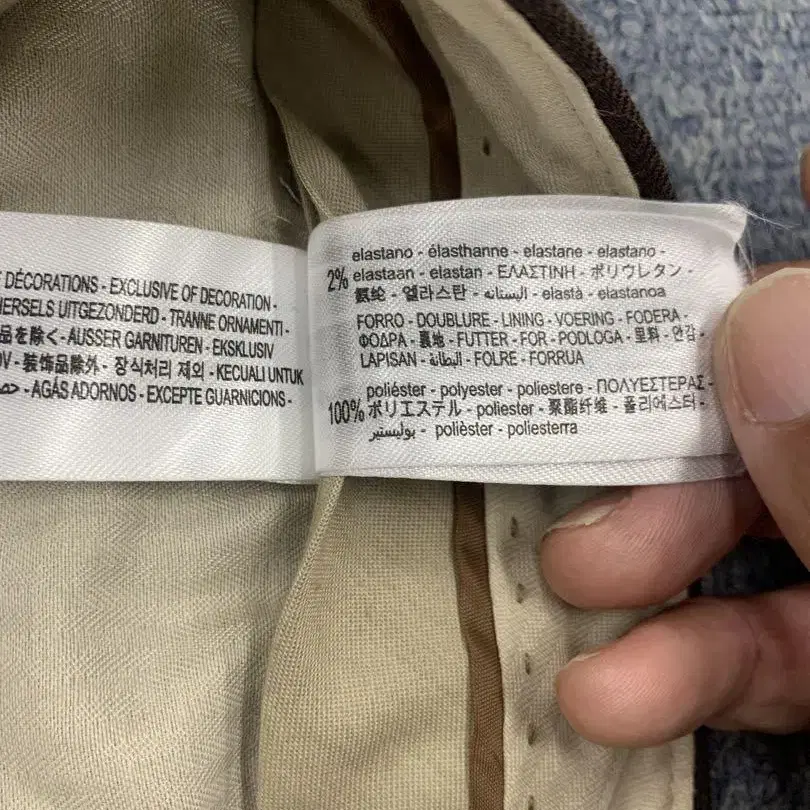 DÉCORATIONS - EXCLUSIVE OF DECORATION -
UITGEZONDERD - TRANNE ORNAMENTI -
品を除く - AUSSER GARNITUREN - EKSKLUSIV
装饰品除外 - 장식처리 제외 - KECUALI UNTUK
- AGÁS ADORNOS - EXCEPTE GUARNICIONS -
elastano - élasthanne - elastane - elastano -
2% elastaan - elastan - ΕΛΑΣΤΙΝΗ - ポリウレタン -
氨纶 - 엘라스탄 - البستانه - elastà - elastanoa
FORRO - DOUBLURE - LINING - VOERING - FODERA -
ΦΟΔΡΑ - 裏地 - FUTTER - FOR - PODLOGA - 里料 - 안감 -
LAPISAN - البطانة - FOLRE - FORRUA
poliéster - polyester - poliestere - ΠΟΛΥΕΣΤΕΡΑΣ -
100% ポリエステル - poliester - 聚酯纤维 - 폴리에스터 -
بوليستير - polièster - poliesterra